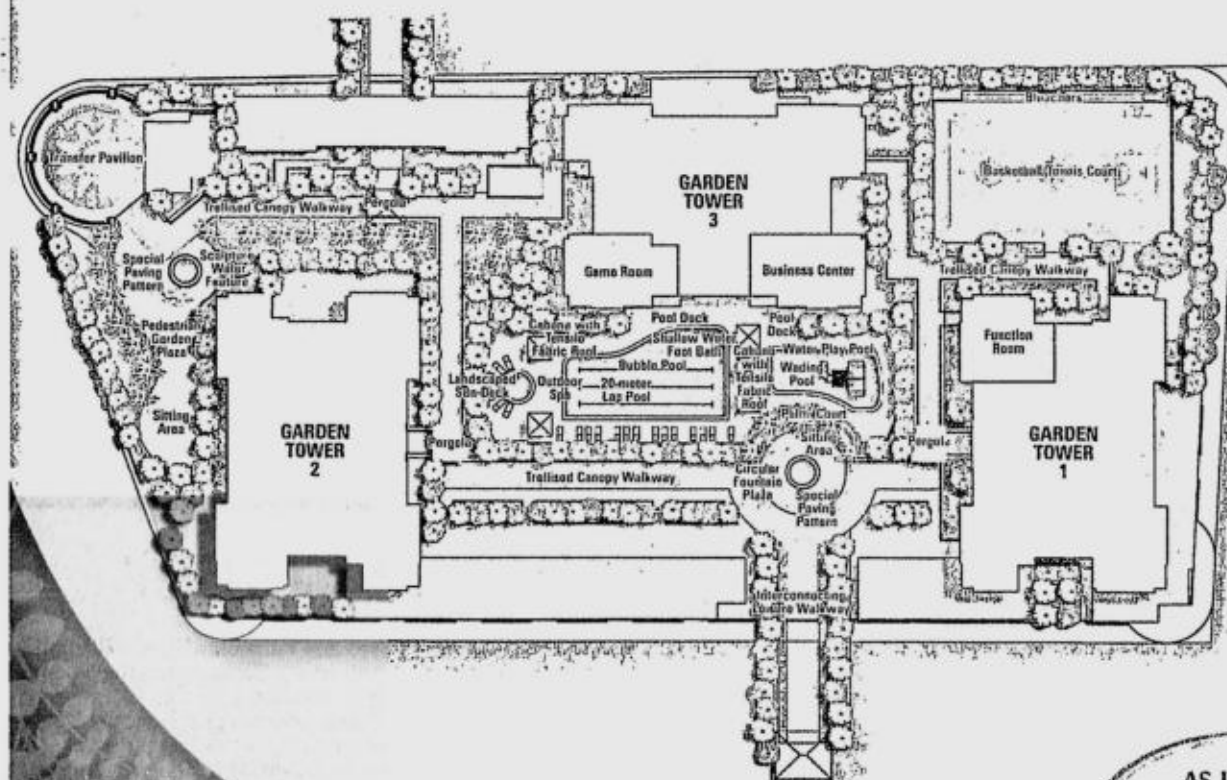 Transfer Pavilion
Trellised Canopy Walkway
Pergola
GARDEN
TOWER
3
Game Room
Business Center
Bleachers
Basketball/Tennis Court
Trellised Canopy Walkway
Special
Paving
Pattern
Sculpture
Water
Feature
Pedestrian
Garden
Plaza
Sitting
Area
GARDEN
TOWER
2
Pool Deck
Pool
Deck
Cabana with
Tensile
Fabric Roof
Shallow Water
Foot Bath
Bubble Pool
20-meter
Lap Pool
Landscaped
Sun-Deck
Outdoor
Spa
Cabana
with
Tensile
Fabric
Roof
Water Play Pool
Wading
Pool
Palm Court
Sitting
Area
Function
Room
GARDEN
TOWER
1
Pergola
Pergola
Trellised Canopy Walkway
Circular
Fountain
Plaza
Special
Paving
Pattern
Interconnecting
Leisure Walkway